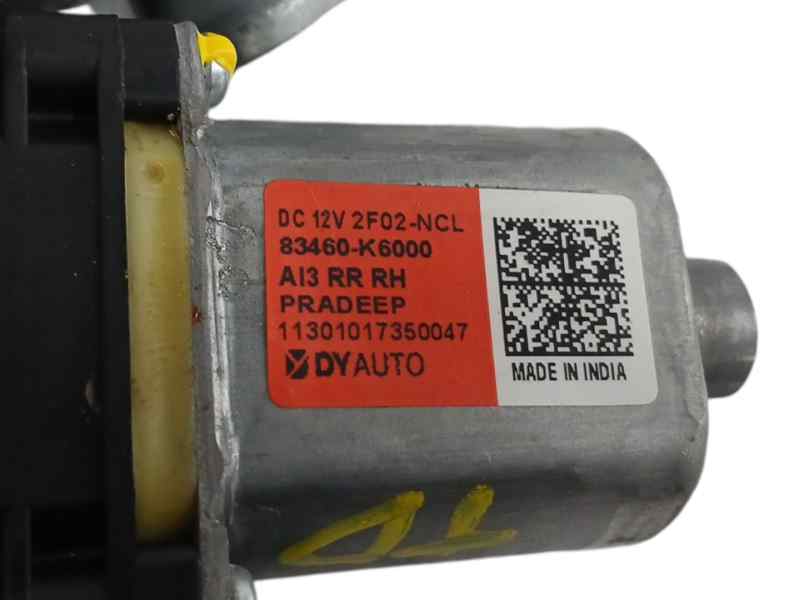 DC 12V 2F02-NCL
83460-K6000
AI3 RR RH
PRADEEP
11301017350047
DYAUTO
MADE IN INDIA